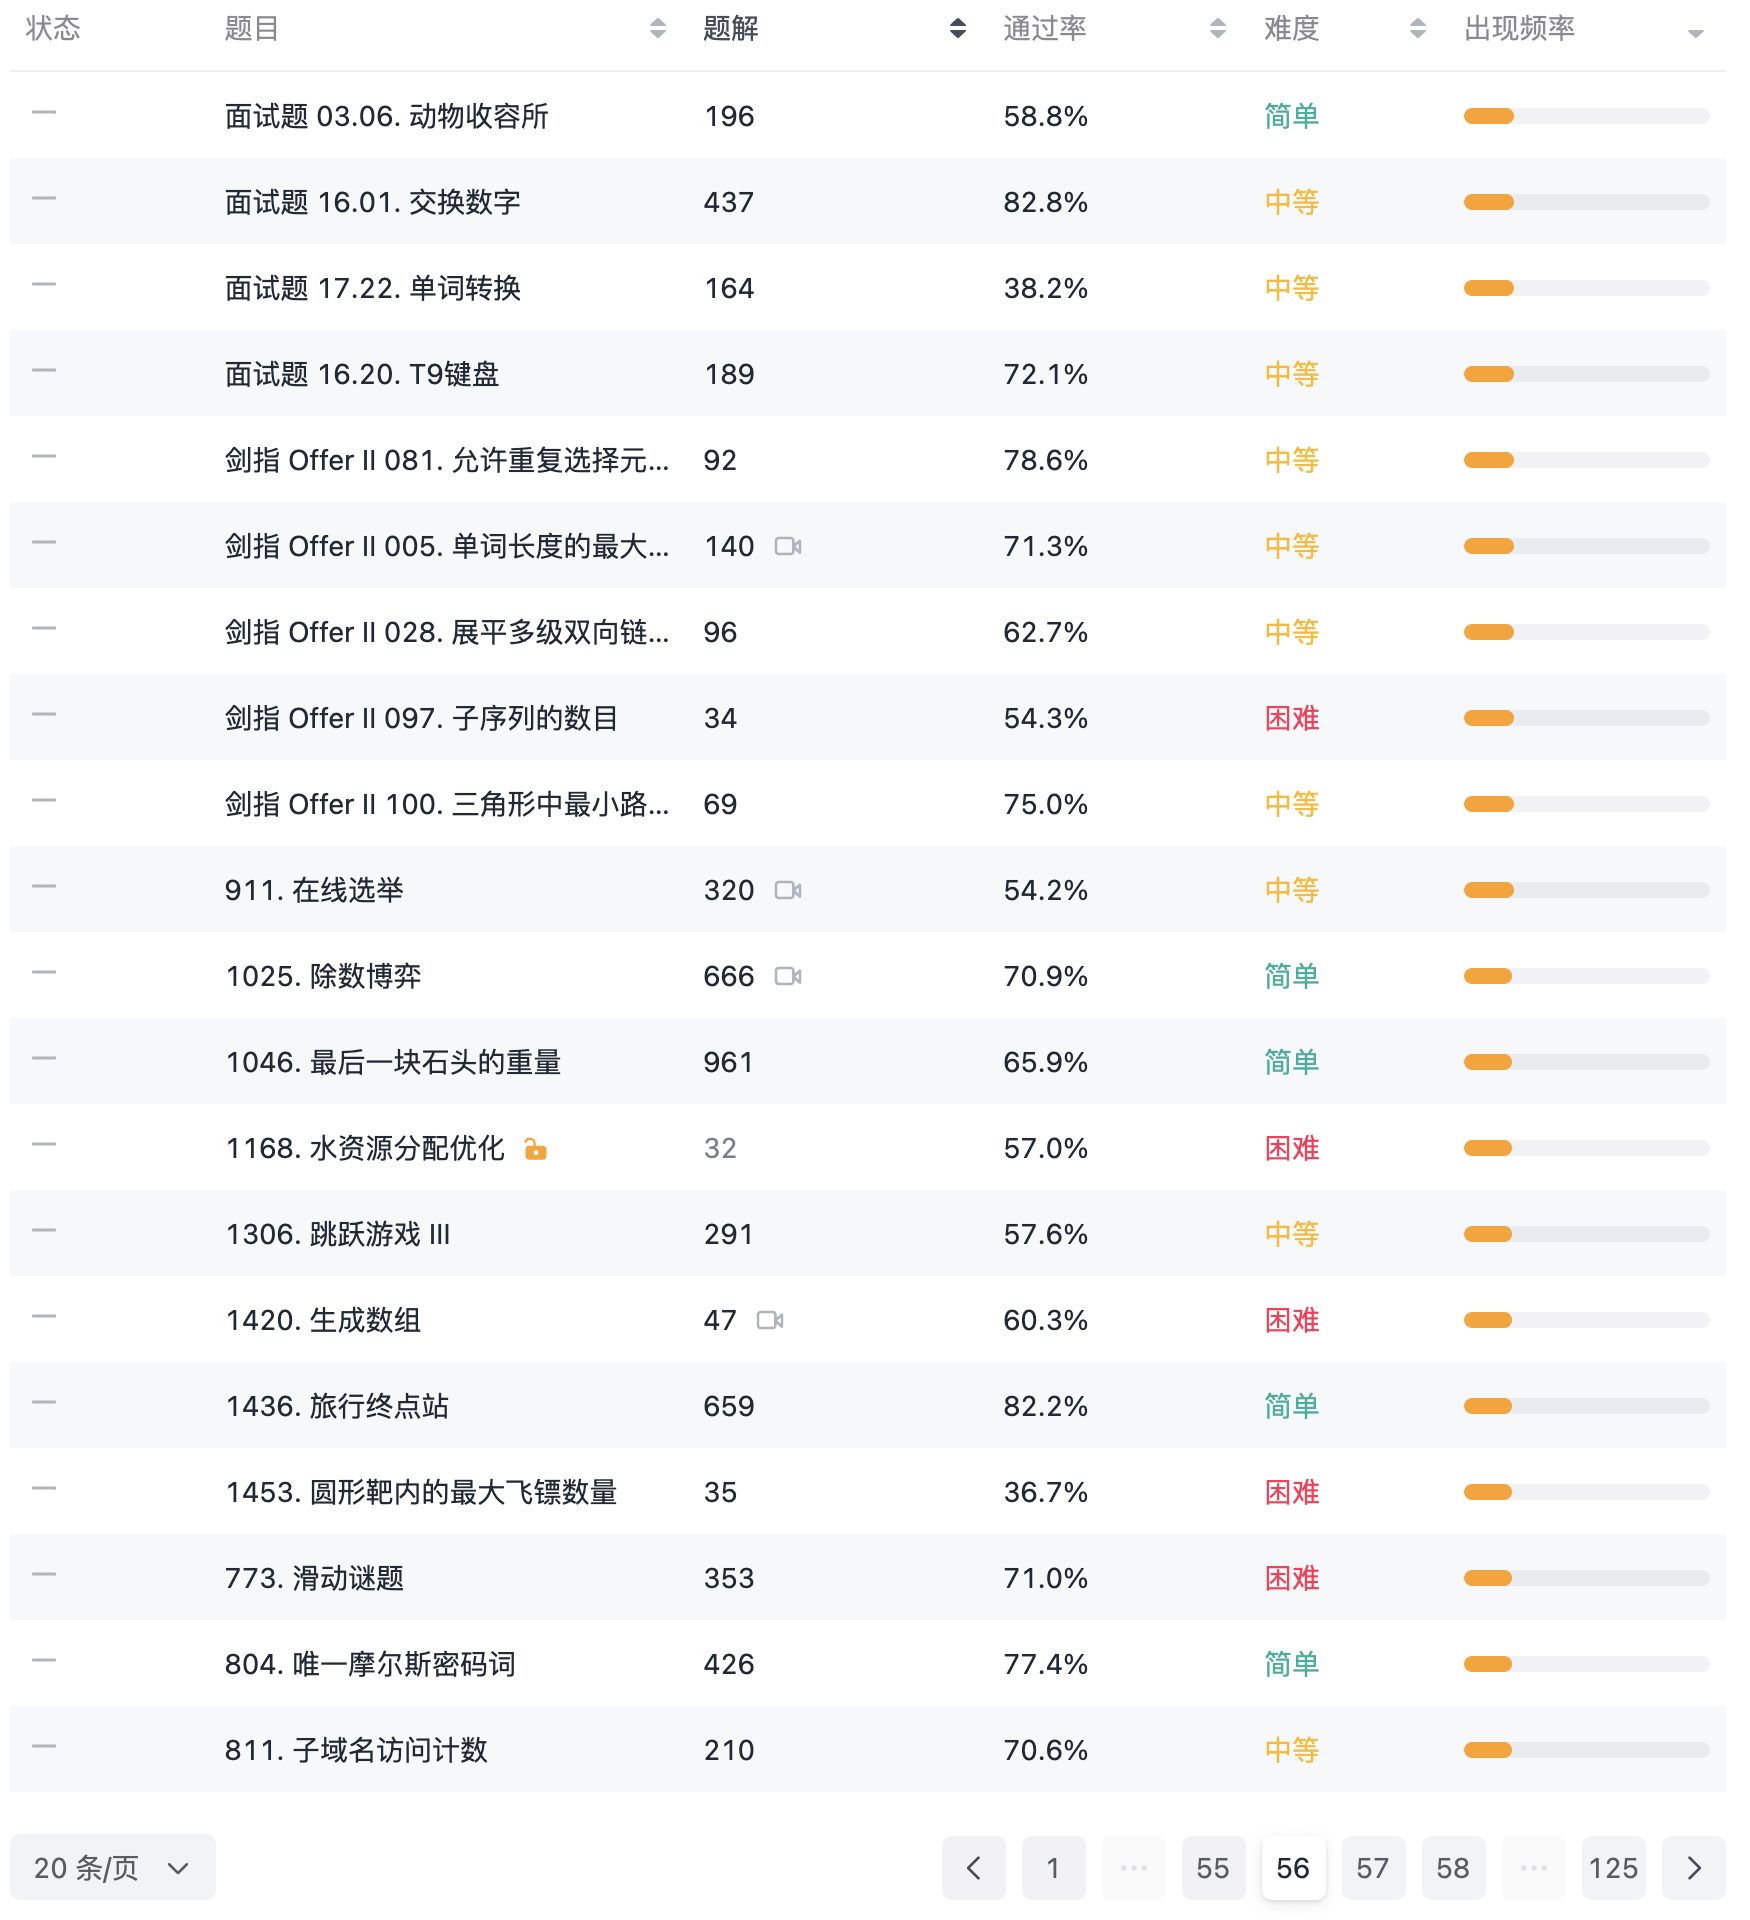 状态 题目 题解 通过率 难度 出现频率
面试题 03.06. 动物收容所 196 58.8% 简单
面试题 16.01. 交换数字 437 82.8% 中等
面试题 17.22. 单词转换 164 38.2% 中等
面试题 16.20. T9键盘 189 72.1% 中等
剑指 Offer II 081. 允许重复选择元... 92 78.6% 中等
剑指 Offer II 005. 单词长度的最大... 140 71.3% 中等
剑指 Offer II 028. 展平多级双向链... 96 62.7% 中等
剑指 Offer II 097. 子序列的数目 34 54.3% 困难
剑指 Offer II 100. 三角形中最小路... 69 75.0% 中等
911. 在线选举 320 54.2% 中等
1025. 除数博弈 666 70.9% 简单
1046. 最后一块石头的重量 961 65.9% 简单
1168. 水资源分配优化 32 57.0% 困难
1306. 跳跃游戏 III 291 57.6% 中等
1420. 生成数组 47 60.3% 困难
1436. 旅行终点站 659 82.2% 简单
1453. 圆形靶内的最大飞镖数量 35 36.7% 困难
773. 滑动谜题 353 71.0% 困难
804. 唯一摩尔斯密码词 426 77.4% 简单
811. 子域名访问计数 210 70.6% 中等
20 条/页 1 ... 55 56 57 58 ... 125